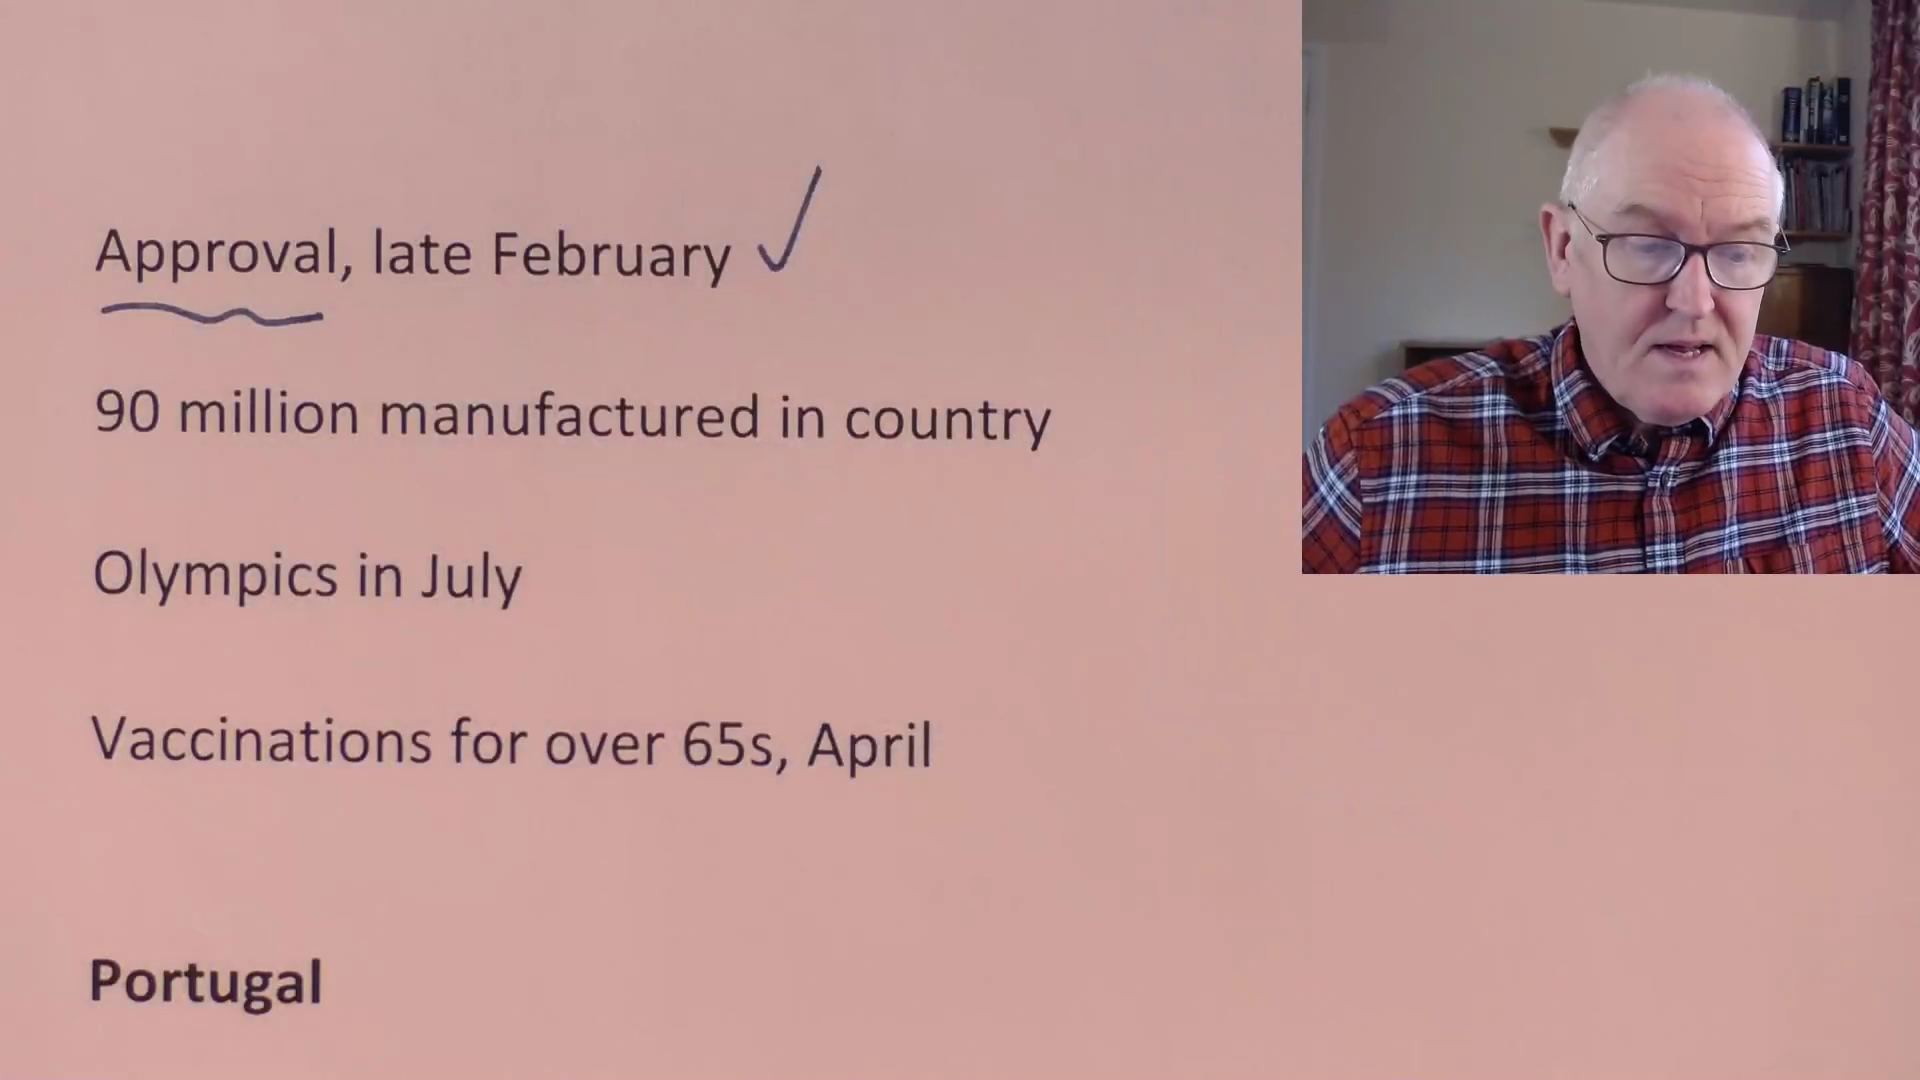 Approval, late February
90 million manufactured in country
Olympics in July
Vaccinations for over 65s, April
Portugal